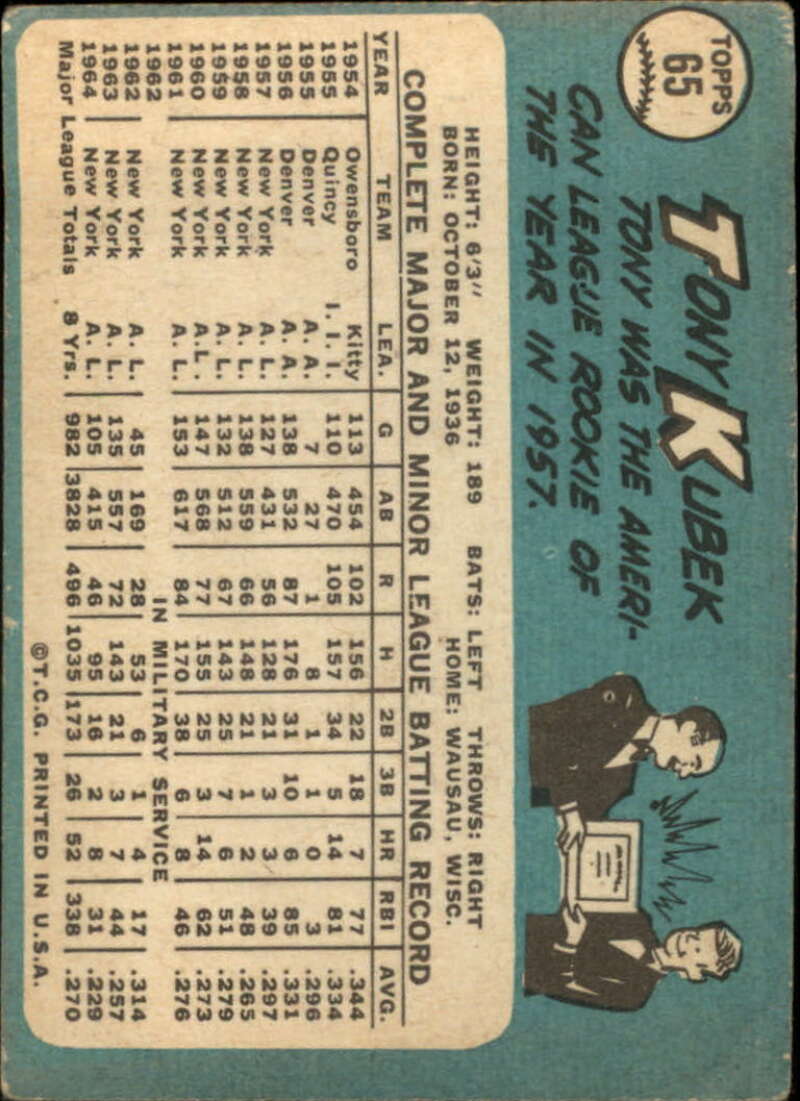 TOPPS
65
TONY KUBEK
TONY WAS THE AMERI-
CAN LEAGUE ROOKIE OF
THE YEAR IN 1957.
HEIGHT: 6'3" WEIGHT: 189 BATS: LEFT THROWS: RIGHT
BORN: OCTOBER 12, 1936 HOME: WAUSAU, WISC.
COMPLETE MAJOR AND MINOR LEAGUE BATTING RECORD
YEAR TEAM LEA. G AB R H 2B 3B HR RBI AVG.
1954 Owensboro Kitty 113 454 102 156 22 18 7 77 .344
1955 Quincy I. I. I. 110 470 105 157 34 5 14 81 .334
1955 Denver A. A. 7 27 1 8 1 1 0 3 .296
1956 Denver A. A. 138 532 87 176 31 10 6 85 .331
1957 New York A. L. 127 431 56 128 21 3 3 39 .297
1958 New York A. L. 138 559 66 148 21 1 2 48 .265
1959 New York A. L. 132 512 67 143 25 7 6 51 .279
1960 New York A. L. 147 568 77 155 25 3 14 62 .273
1961 New York A. L. 153 617 84 170 38 6 8 46 .276
1962 IN MILITARY SERVICE
1962 New York A. L. 45 169 28 53 6 1 4 17 .314
1963 New York A. L. 135 557 72 143 21 3 7 44 .257
1964 New York A. L. 105 415 46 95 16 2 8 31 .229
Major League Totals 8 Yrs. 982 3828 496 1035 173 26 52 338 .270
©T.C.G. PRINTED IN U.S.A.